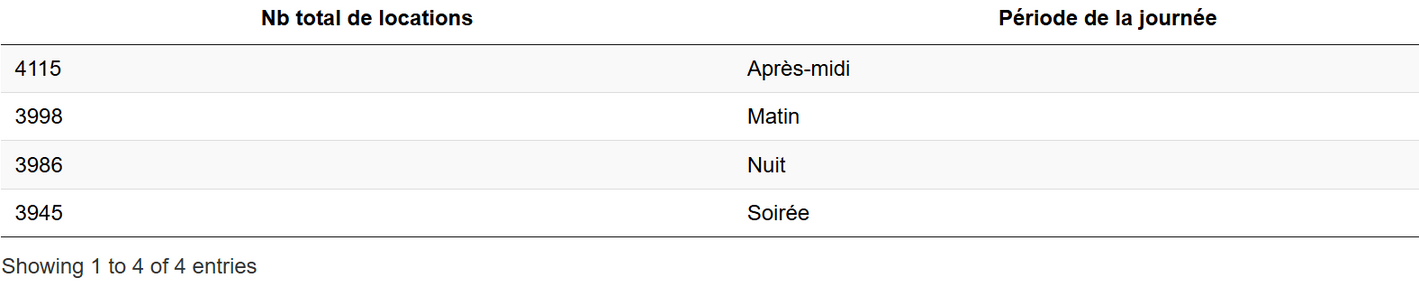 Nb total de locations Période de la journée
4115 Après-midi
3998 Matin
3986 Nuit
3945 Soirée
Showing 1 to 4 of 4 entries